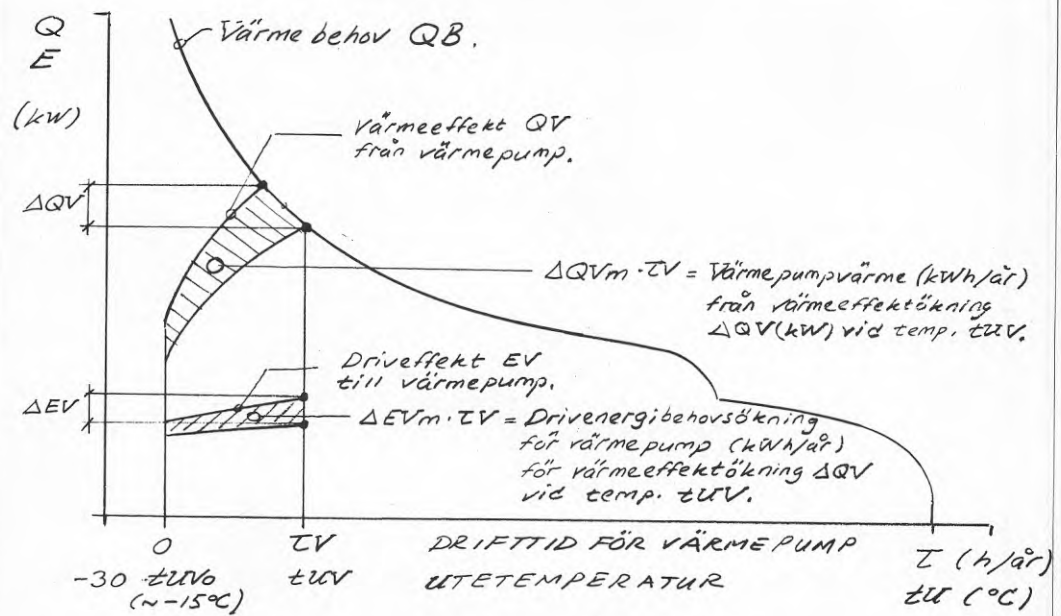 Q
E
(kW)
Värme behov QB.
Värmeeffekt QV
från värmepump.
ΔQV
ΔQVm·τV = Värmepumpvärme (kWh/år)
från värmeeffektökning
ΔQV(kW) vid temp. tUV.
Driveffekt EV
till värmepump.
ΔEV
ΔEVm·τV = Drivenergibehovsökning
för värmepump (kWh/år)
för värmeeffektökning ΔQV
vid temp. tUV.
0 τV DRIFTTID FÖR VÄRMEPUMP τ (h/år)
-30 tUV₀ tUV UTETEMPERATUR tU (°C)
(~-15°C)